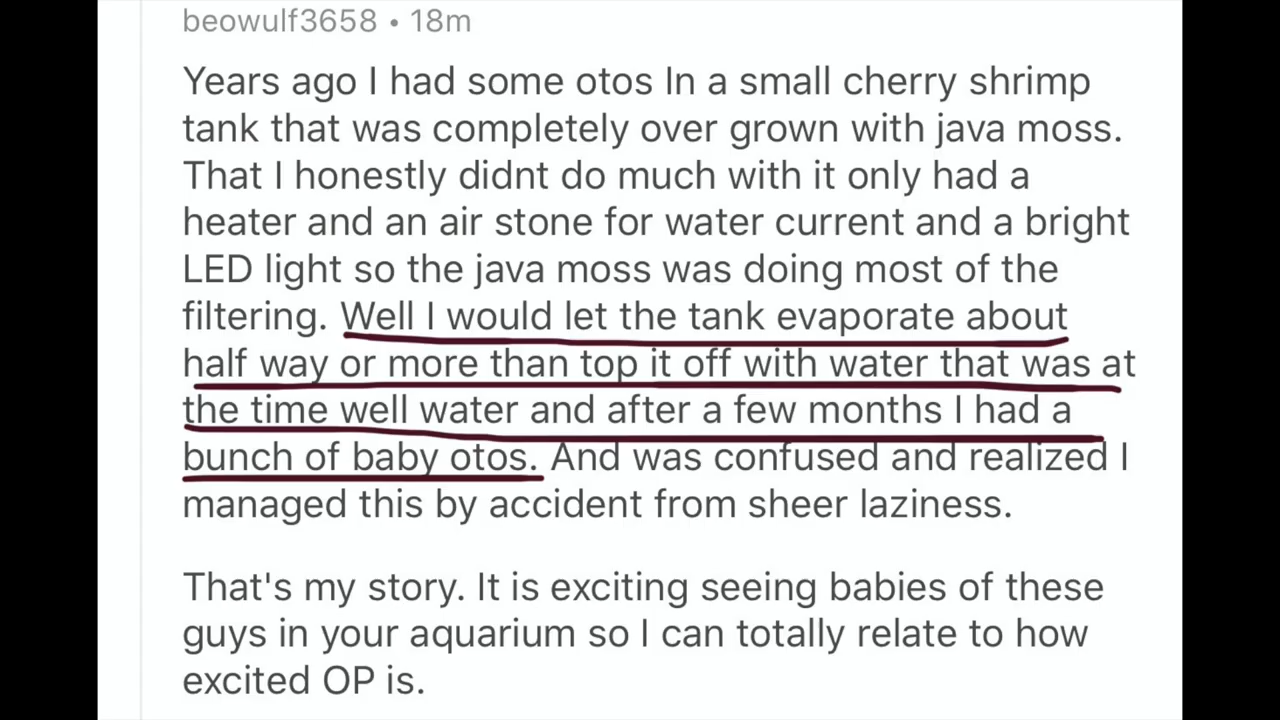 beowulf3658 • 18m
Years ago I had some otos In a small cherry shrimp
tank that was completely over grown with java moss.
That I honestly didnt do much with it only had a
heater and an air stone for water current and a bright
LED light so the java moss was doing most of the
filtering. Well I would let the tank evaporate about
half way or more than top it off with water that was at
the time well water and after a few months I had a
bunch of baby otos. And was confused and realized I
managed this by accident from sheer laziness.
That's my story. It is exciting seeing babies of these
guys in your aquarium so I can totally relate to how
excited OP is.